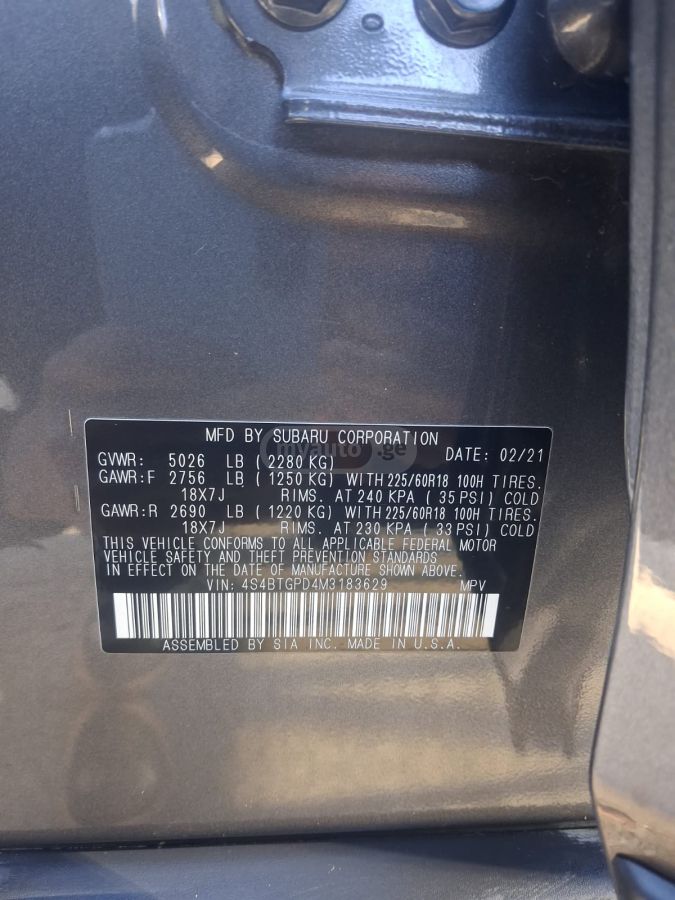 MFD BY SUBARU CORPORATION
myauto.ge
GVWR: 5026 LB ( 2280 KG) DATE: 02/21
GAWR:F 2756 LB ( 1250 KG) WITH 225/60R18 100H TIRES.
18X7J RIMS. AT 240 KPA ( 35 PSI) COLD
GAWR:R 2690 LB ( 1220 KG) WITH 225/60R18 100H TIRES.
18X7J RIMS. AT 230 KPA ( 33 PSI) COLD
THIS VEHICLE CONFORMS TO ALL APPLICABLE FEDERAL MOTOR
VEHICLE SAFETY AND THEFT PREVENTION STANDARDS
IN EFFECT ON THE DATE OF MANUFACTURE SHOWN ABOVE.
VIN: 4S4BTGPD4M3183629 MPV
ASSEMBLED BY SIA INC. MADE IN U.S.A.